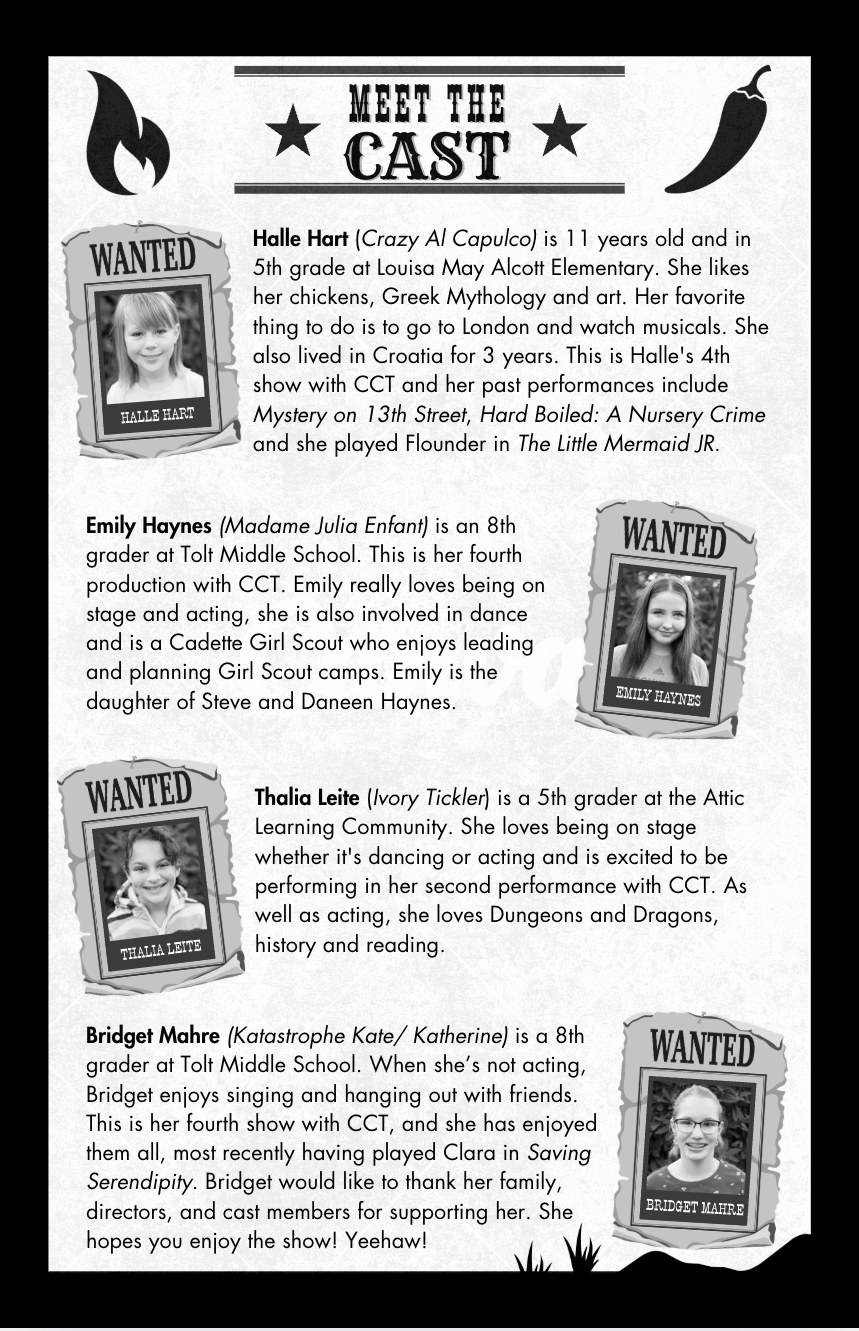 MEET THE
CAST
WANTED
HALLE HART
Halle Hart (Crazy Al Capulco) is 11 years old and in
5th grade at Louisa May Alcott Elementary. She likes
her chickens, Greek Mythology and art. Her favorite
thing to do is to go to London and watch musicals. She
also lived in Croatia for 3 years. This is Halle's 4th
show with CCT and her past performances include
Mystery on 13th Street, Hard Boiled: A Nursery Crime
and she played Flounder in The Little Mermaid JR.
Emily Haynes (Madame Julia Enfant) is an 8th
grader at Tolt Middle School. This is her fourth
production with CCT. Emily really loves being on
stage and acting, she is also involved in dance
and is a Cadette Girl Scout who enjoys leading
and planning Girl Scout camps. Emily is the
daughter of Steve and Daneen Haynes.
WANTED
EMILY HAYNES
WANTED
THALIA LEITE
Thalia Leite (Ivory Tickler) is a 5th grader at the Attic
Learning Community. She loves being on stage
whether it's dancing or acting and is excited to be
performing in her second performance with CCT. As
well as acting, she loves Dungeons and Dragons,
history and reading.
Bridget Mahre (Katastrophe Kate/ Katherine) is a 8th
grader at Tolt Middle School. When she’s not acting,
Bridget enjoys singing and hanging out with friends.
This is her fourth show with CCT, and she has enjoyed
them all, most recently having played Clara in Saving
Serendipity. Bridget would like to thank her family,
directors, and cast members for supporting her. She
hopes you enjoy the show! Yeehaw!
WANTED
BRIDGET MAHRE